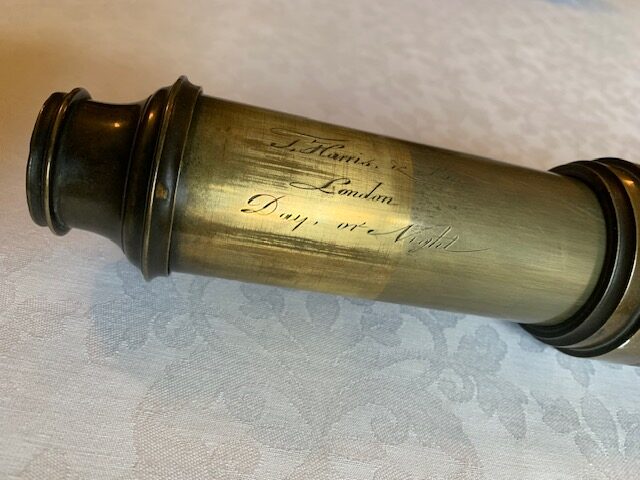 T. Harris
London
Day, or Night